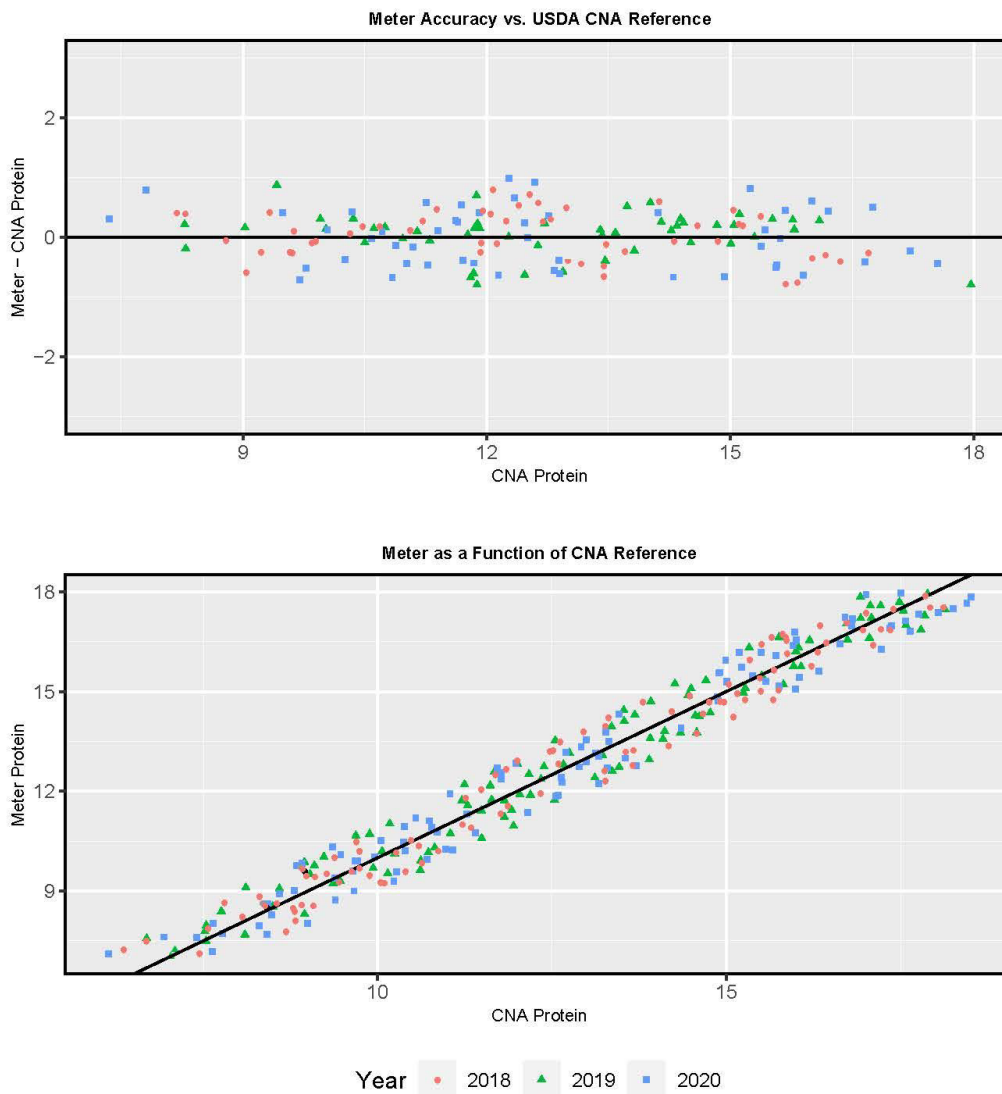 Meter Accuracy vs. USDA CNA Reference
2
0
−2
Meter − CNA Protein
9 12 15 18
CNA Protein
Meter as a Function of CNA Reference
18
15
12
9
Meter Protein
10 15
CNA Protein
Year 2018 2019 2020